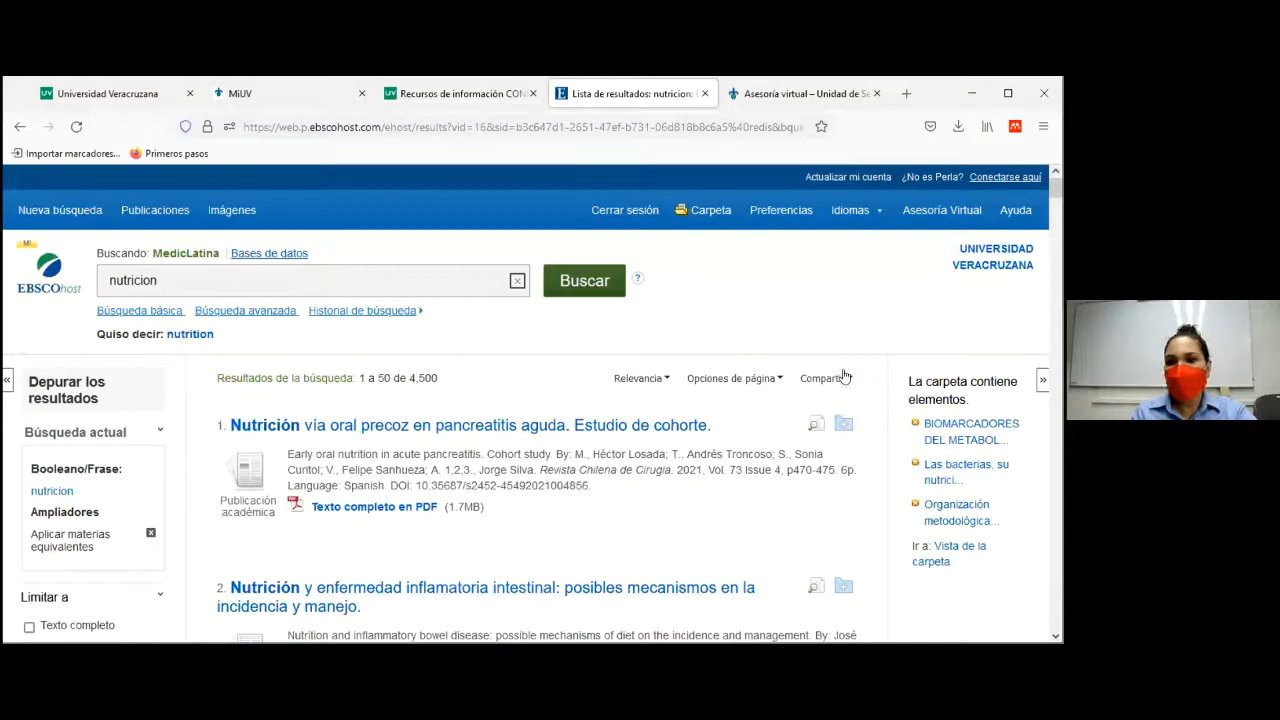 Universidad Veracruzana
MiUV
Recursos de información CON
Lista de resultados: nutricion:
Asesoría virtual – Unidad de Se
https://web.p.ebscohost.com/ehost/results?vid=16&sid=b3c647d1-2651-47ef-b731-06d818b8c6a5%40redis&bque
Importar marcadores...
Primeros pasos
Actualizar mi cuenta
¿No es Perla?
Conectarse aquí
Nueva búsqueda
Publicaciones
Imágenes
Cerrar sesión
Carpeta
Preferencias
Idiomas
Asesoría Virtual
Ayuda
MI
EBSCOhost
Buscando: MedicLatina
Bases de datos
nutricion
Buscar
?
Búsqueda básica
Búsqueda avanzada
Historial de búsqueda
Quiso decir: nutrition
UNIVERSIDAD
VERACRUZANA
«
Depurar los
resultados
Búsqueda actual
Booleano/Frase:
nutricion
Ampliadores
Aplicar materias
equivalentes
Limitar a
Texto completo
Resultados de la búsqueda: 1 a 50 de 4,500
Relevancia
Opciones de página
Comparti
1. Nutrición vía oral precoz en pancreatitis aguda. Estudio de cohorte.
Early oral nutrition in acute pancreatitis. Cohort study. By: M., Héctor Losada; T., Andrés Troncoso; S., Sonia
Curitol; V., Felipe Sanhueza; A. 1,2,3., Jorge Silva. Revista Chilena de Cirugia. 2021, Vol. 73 Issue 4, p470-475. 6p.
Language: Spanish. DOI: 10.35687/s2452-45492021004856.
Publicación
académica
Texto completo en PDF (1.7MB)
2. Nutrición y enfermedad inflamatoria intestinal: posibles mecanismos en la
incidencia y manejo.
Nutrition and inflammatory bowel disease: possible mechanisms of diet on the incidence and management. By: José
La carpeta contiene
elementos.
»
BIOMARCADORES
DEL METABOL...
Las bacterias, su
nutrici...
Organización
metodológica...
Ir a: Vista de la
carpeta